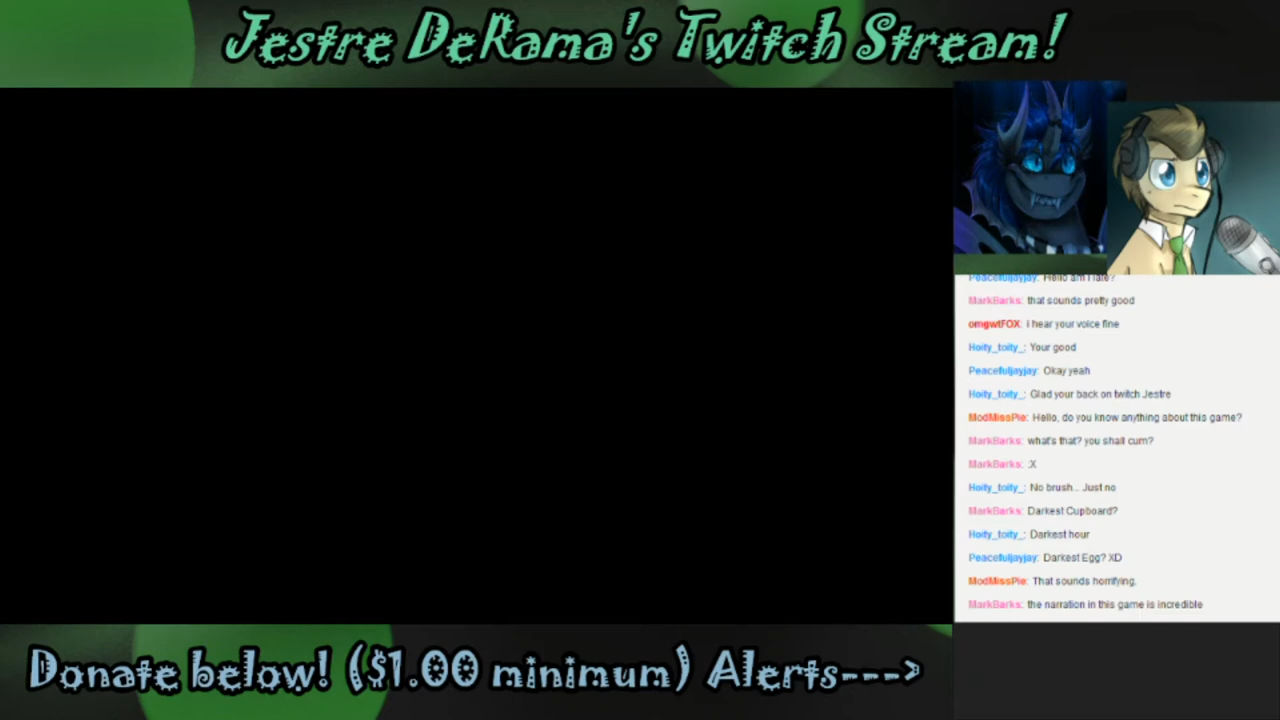 Jestre DeRama's Twitch Stream!
Peacefuljayjay: Hello am I late?
MarkBarks: that sounds pretty good
omgwtFOX: i hear your voice fine
Hoity_toity_: Your good
Peacefuljayjay: Okay yeah
Hoity_toity_: Glad your back on twitch Jestre
ModMissPie: Hello, do you know anything about this game?
MarkBarks: what's that? you shall cum?
MarkBarks: :X
Hoity_toity_: No brush... Just no
MarkBarks: Darkest Cupboard?
Hoity_toity_: Darkest hour
Peacefuljayjay: Darkest Egg? XD
ModMissPie: That sounds horrifying.
MarkBarks: the narration in this game is incredible
Donate below! ($1.00 minimum) Alerts--->